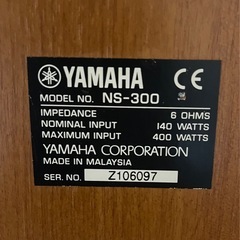 YAMAHA CE
MODEL NO. NS-300
IMPEDANCE 6 OHMS
NOMINAL INPUT 140 WATTS
MAXIMUM INPUT 400 WATTS
YAMAHA CORPORATION
MADE IN MALAYSIA
SER. NO. Z106097